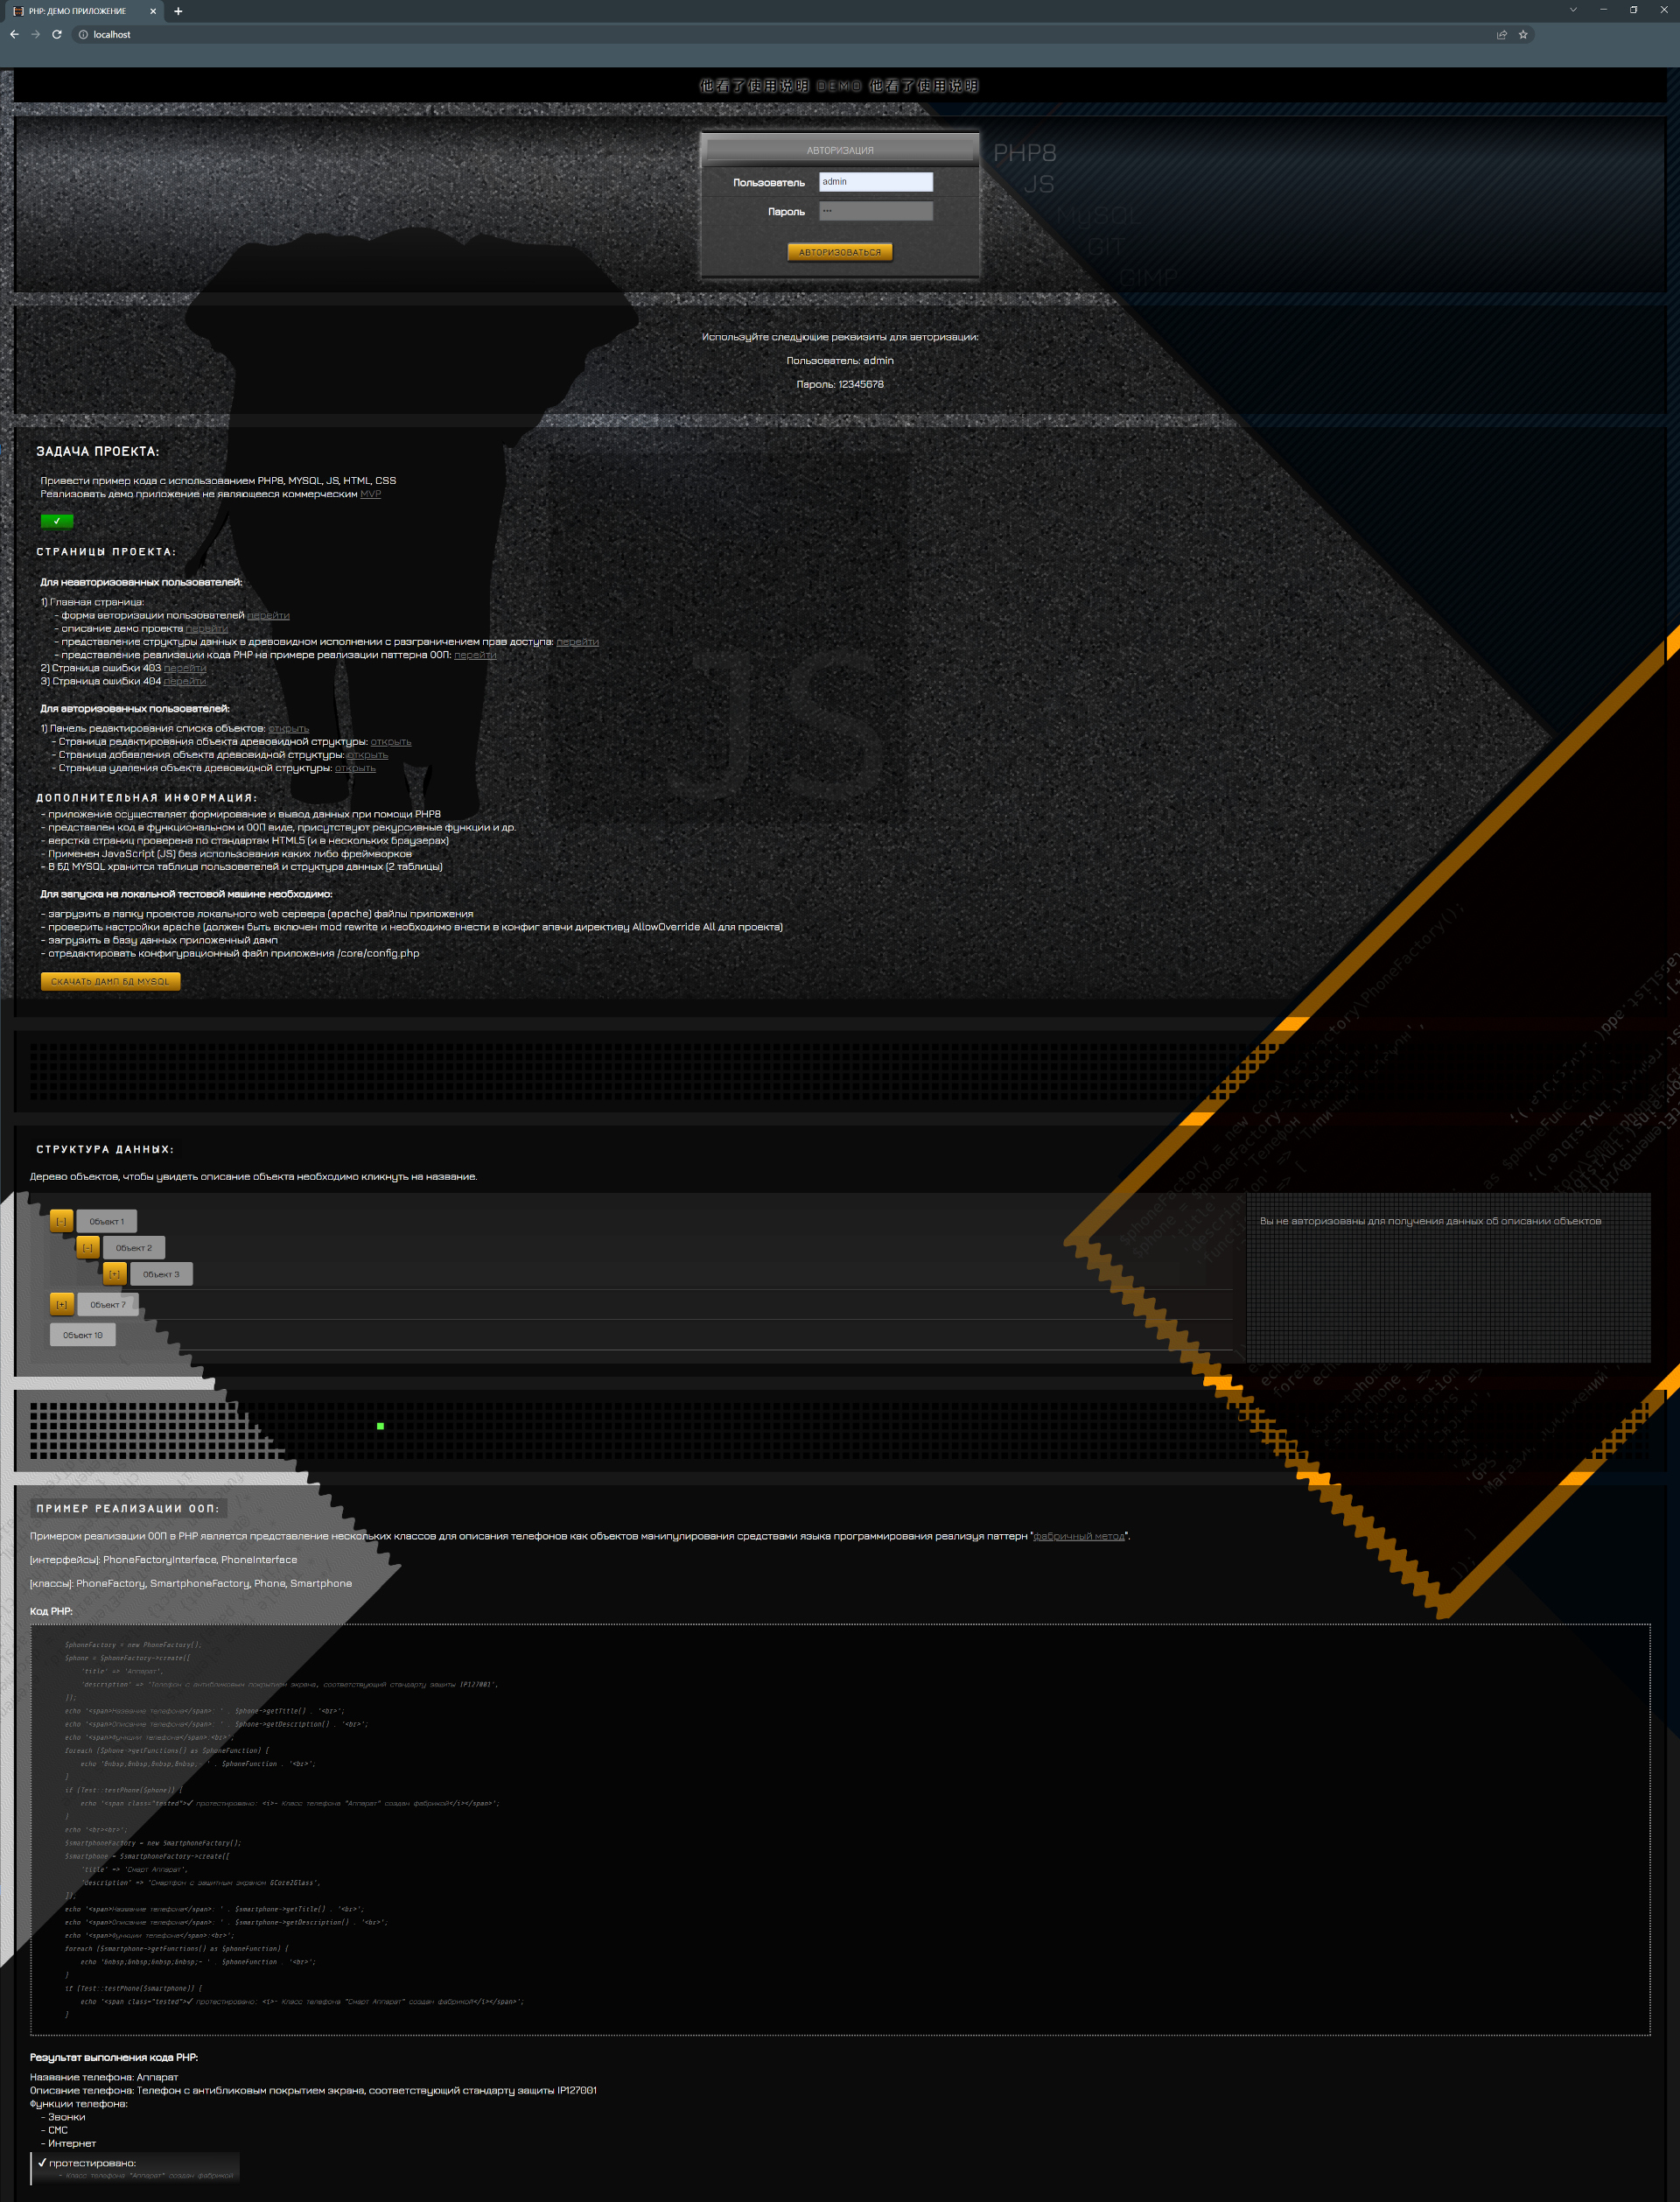 PHP: ДЕМО ПРИЛОЖЕНИЕ
localhost
他看了使用说明 DEMO 他看了使用说明
АВТОРИЗАЦИЯ
Пользователь admin
Пароль •••
АВТОРИЗОВАТЬСЯ
PHP8
JS
MYSQL
GIT
GIMP
Используйте следующие реквизиты для авторизации:
Пользователь: admin
Пароль: 12345678
ЗАДАЧА ПРОЕКТА:
Привести пример кода с использованием PHP8, MYSQL, JS, HTML, CSS
Реализовать демо приложение не являющееся коммерческим MVP
✓
СТРАНИЦЫ ПРОЕКТА:
Для неавторизованных пользователей:
1) Главная страница:
- форма авторизации пользователей перейти
- описание демо проекта перейти
- представление структуры данных в древовидном исполнении с разграничением прав доступа: перейти
- представление реализации кода PHP на примере реализации паттерна ООП: перейти
2) Страница ошибки 403 перейти
3) Страница ошибки 404 перейти
Для авторизованных пользователей:
1) Панель редактирования списка объектов: открыть
- Страница редактирования объекта древовидной структуры: открыть
- Страница добавления объекта древовидной структуры: открыть
- Страница удаления объекта древовидной структуры: открыть
ДОПОЛНИТЕЛЬНАЯ ИНФОРМАЦИЯ:
- приложение осуществляет формирование и вывод данных при помощи PHP8
- представлен код в функциональном и ООП виде, присутствуют рекурсивные функции и др.
- верстка страниц проверена по стандартам HTML5 (и в нескольких браузерах)
- Применен JavaScript (JS) без использования каких либо фреймворков
- В БД MYSQL хранится таблица пользователей и структура данных (2 таблицы)
Для запуска на локальной тестовой машине необходимо:
- загрузить в папку проектов локального web сервера (apache) файлы приложения
- проверить настройки apache (должен быть включен mod rewrite и необходимо внести в конфиг апачи директиву AllowOverride All для проекта)
- загрузить в базу данных приложенный дамп
- отредактировать конфигурационный файл приложения /core/config.php
СКАЧАТЬ ДАМП БД MYSQL
СТРУКТУРА ДАННЫХ:
Дерево объектов, чтобы увидеть описание объекта необходимо кликнуть на название.
[-] Объект 1
Вы не авторизованы для получения данных об описании объектов
[-] Объект 2
[+] Объект 3
[+] Объект 7
Объект 10
ПРИМЕР РЕАЛИЗАЦИИ ООП:
Примером реализации ООП в PHP является представление нескольких классов для описания телефонов как объектов манипулирования средствами языка программирования реализуя паттерн "фабричный метод".
[интерфейсы]: PhoneFactoryInterface, PhoneInterface
[классы]: PhoneFactory, SmartphoneFactory, Phone, Smartphone
Код PHP:
$phoneFactory = new PhoneFactory();
$phone = $phoneFactory->create([
'title' => 'Аппарат',
'description' => 'Телефон с антибликовым покрытием экрана, соответствующий стандарту защиты IP127001',
]);
echo '<span>Название телефона</span>: ' . $phone->getTitle() . '<br>';
echo '<span>Описание телефона</span>: ' . $phone->getDescription() . '<br>';
echo '<span>Функции телефона</span>:<br>';
foreach ($phone->getFunctions() as $phoneFunction) {
echo '&nbsp;&nbsp;&nbsp;&nbsp;- ' . $phoneFunction . '<br>';
}
if (Test::testPhone($phone)) {
echo '<span class="tested">✓ протестировано: <i>- Класс телефона "Аппарат" создан фабрикой</i></span>';
}
echo '<br><br>';
$smartphoneFactory = new SmartphoneFactory();
$smartphone = $smartphoneFactory->create([
'title' => 'Смарт Аппарат',
'description' => 'Смартфон с защитным экраном GCore2Glass',
]);
echo '<span>Название телефона</span>: ' . $smartphone->getTitle() . '<br>';
echo '<span>Описание телефона</span>: ' . $smartphone->getDescription() . '<br>';
echo '<span>Функции телефона</span>:<br>';
foreach ($smartphone->getFunctions() as $phoneFunction) {
echo '&nbsp;&nbsp;&nbsp;&nbsp;- ' . $phoneFunction . '<br>';
}
if (Test::testPhone($smartphone)) {
echo '<span class="tested">✓ протестировано: <i>- Класс телефона "Смарт Аппарат" создан фабрикой</i></span>';
}
Результат выполнения кода PHP:
Название телефона: Аппарат
Описание телефона: Телефон с антибликовым покрытием экрана, соответствующий стандарту защиты IP127001
Функции телефона:
- Звонки
- СМС
- Интернет
✓ протестировано:
- Класс телефона "Аппарат" создан фабрикой